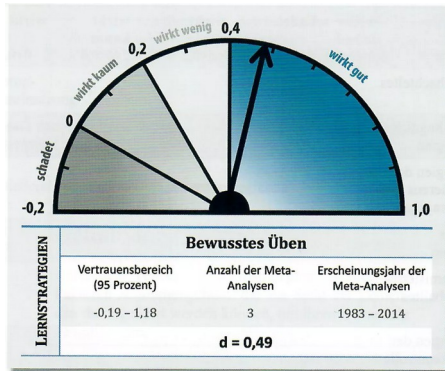 schadet
wirkt kaum
wirkt wenig
wirkt gut
-0,2
0
0,2
0,4
1,0
LERNSTRATEGIEN
Bewusstes Üben
Vertrauensbereich
(95 Prozent)
Anzahl der Meta-
Analysen
Erscheinungsjahr der
Meta-Analysen
-0,19 – 1,18
3
1983 – 2014
d = 0,49